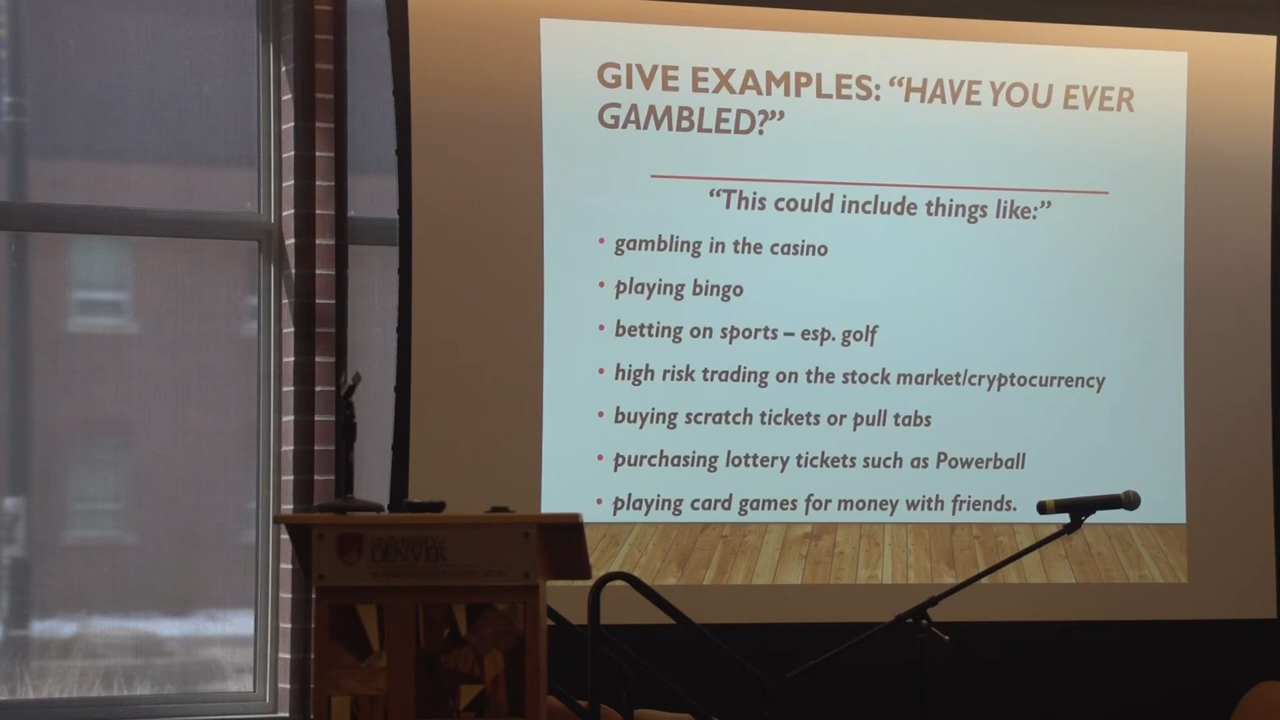 GIVE EXAMPLES: “HAVE YOU EVER
GAMBLED?”
“This could include things like:”
• gambling in the casino
• playing bingo
• betting on sports – esp. golf
• high risk trading on the stock market/cryptocurrency
• buying scratch tickets or pull tabs
• purchasing lottery tickets such as Powerball
• playing card games for money with friends.
DENVER